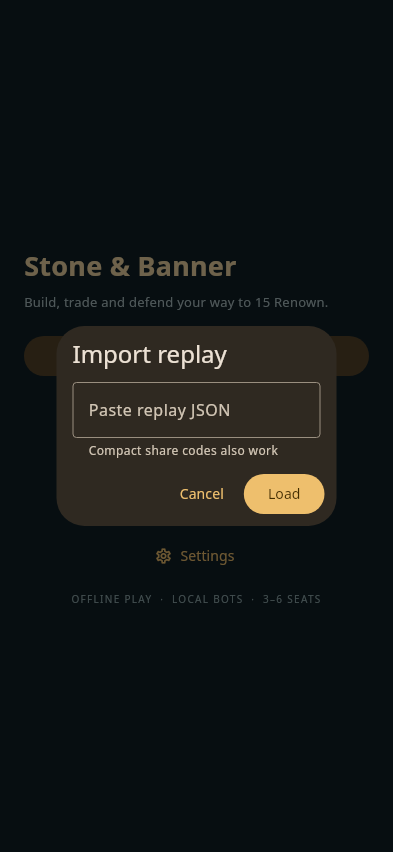 Stone & Banner
Build, trade and defend your way to 15 Renown.
Import replay
Paste replay JSON
Compact share codes also work
Cancel
Load
Settings
OFFLINE PLAY · LOCAL BOTS · 3–6 SEATS